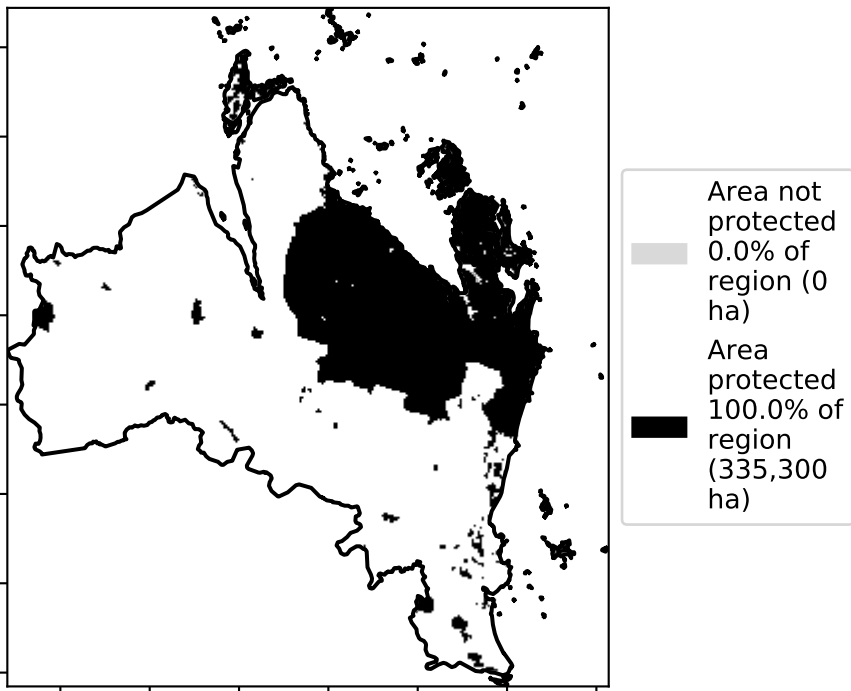 Area not
protected
0.0% of
region (0
ha)
Area
protected
100.0% of
region
(335,300
ha)